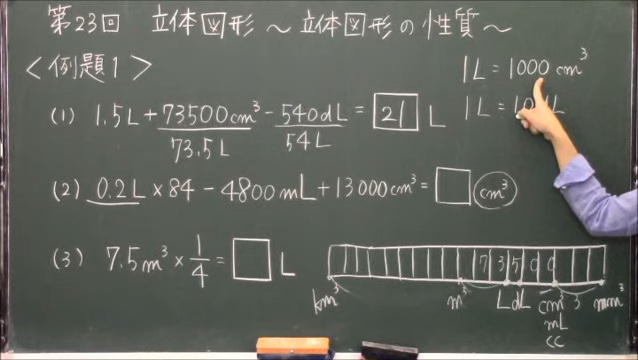 第23回 立体図形 ～ 立体図形の性質 ～
＜例題1＞
1L = 1000 cm³
(1) 1.5L + 73500cm³ - 540dL = 21 L
73.5L 54L
(2) 0.2L × 84 - 4800mL + 13000cm³ = □ cm³
(3) 7.5m³ × 1/4 = □ L
7 3 5 0 0
km³ m³ L dL cm³ mm³
mL
cc